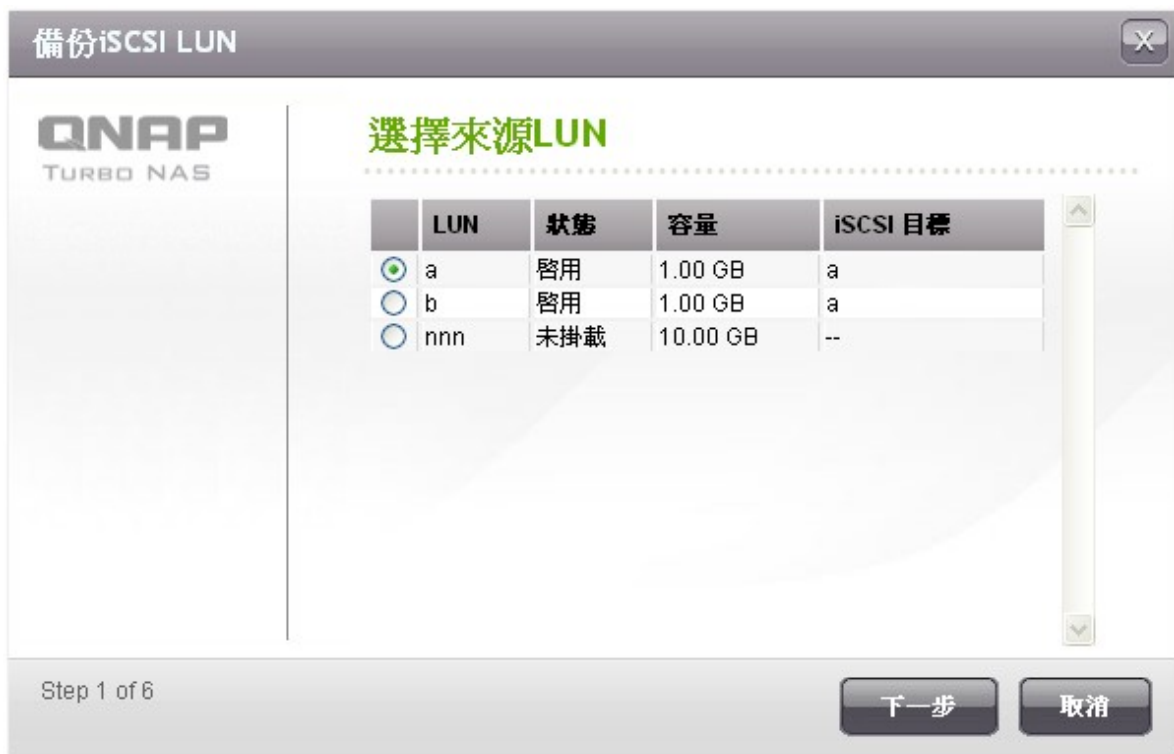 備份iSCSI LUN
X
QNAP
TURBO NAS
選擇來源LUN
LUN 狀態 容量 iSCSI 目標
a 啓用 1.00 GB a
b 啓用 1.00 GB a
nnn 未掛載 10.00 GB --
Step 1 of 6
下一步 取消